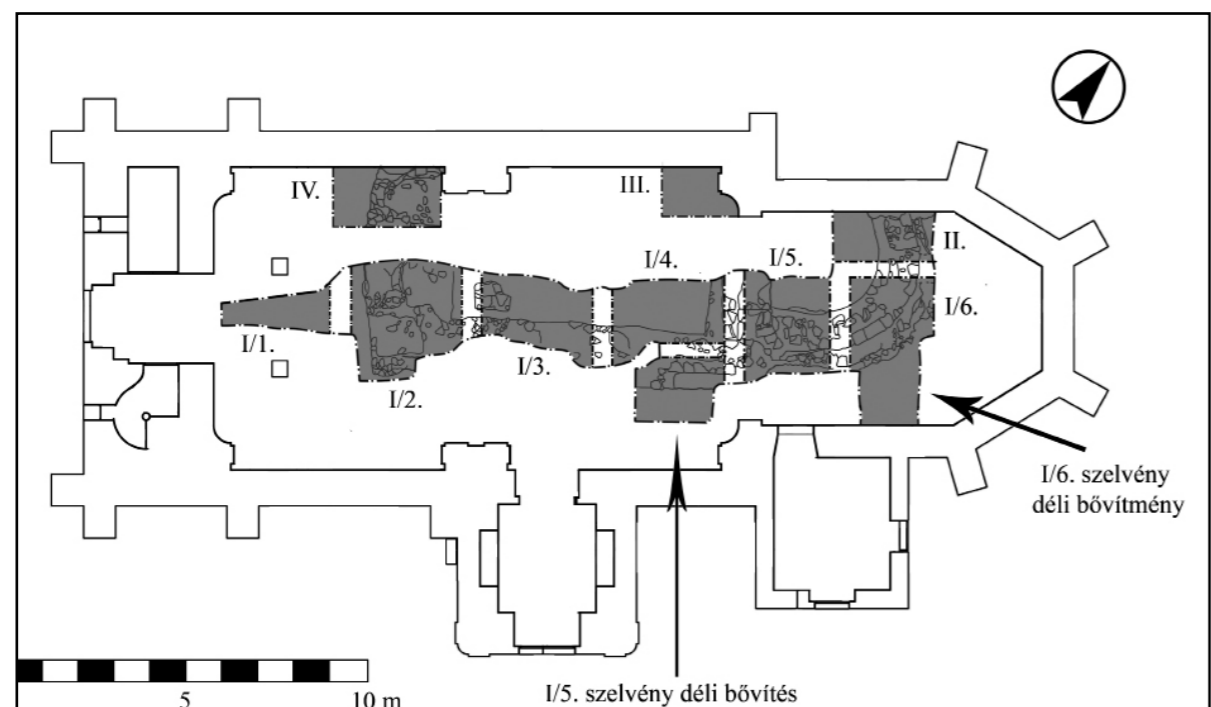 IV.
III.
I/4.
I/5.
II.
I/6.
I/1.
I/3.
I/2.
I/6. szelvény
déli bővítmény
5
10 m
I/5. szelvény déli bővítés